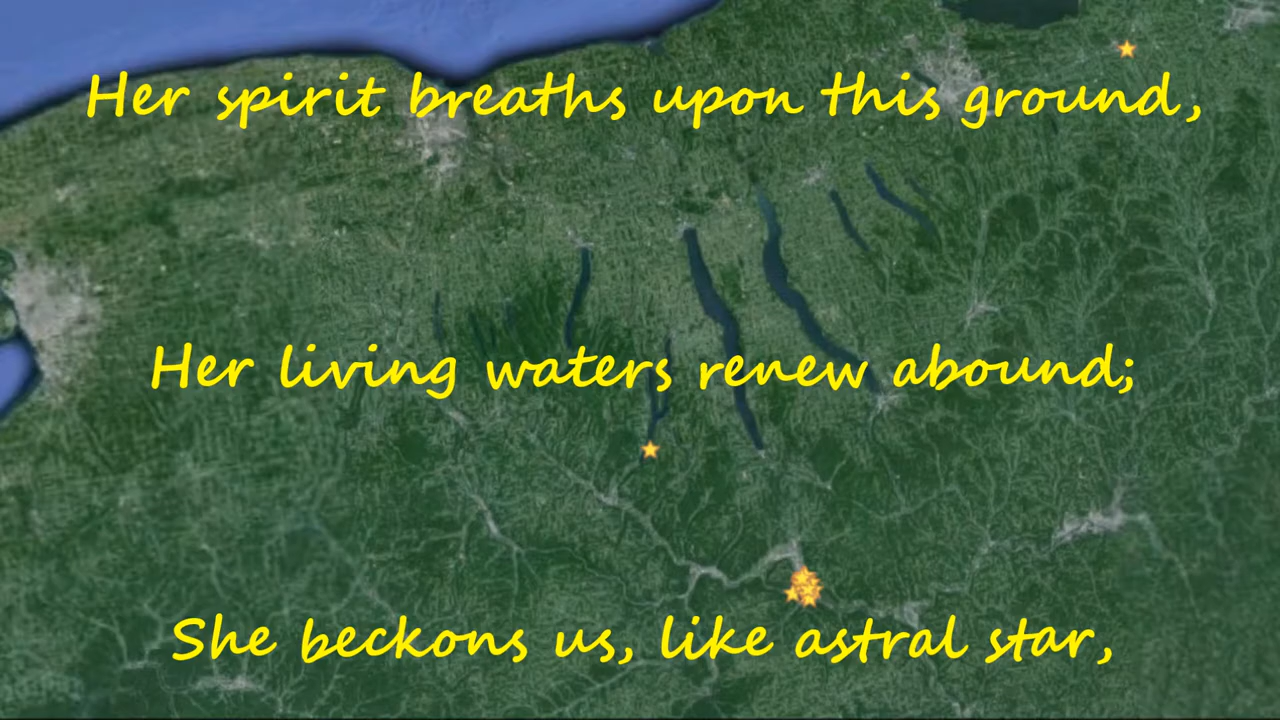 Her spirit breaths upon this ground,
Her living waters renew abound;
She beckons us, like astral star,